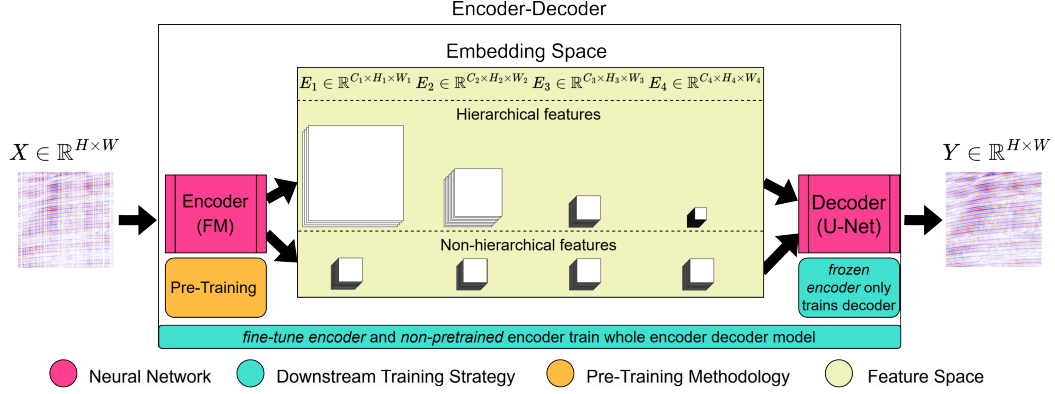 Encoder-Decoder
Embedding Space
E₁ ∈ ℝ^{C₁×H₁×W₁} E₂ ∈ ℝ^{C₂×H₂×W₂} E₃ ∈ ℝ^{C₃×H₃×W₃} E₄ ∈ ℝ^{C₄×H₄×W₄}
Hierarchical features
X ∈ ℝ^{H×W}
Encoder
(FM)
Pre-Training
Non-hierarchical features
Y ∈ ℝ^{H×W}
Decoder
(U-Net)
frozen
encoder only
trains decoder
fine-tune encoder and non-pretrained encoder train whole encoder decoder model
Neural Network
Downstream Training Strategy
Pre-Training Methodology
Feature Space